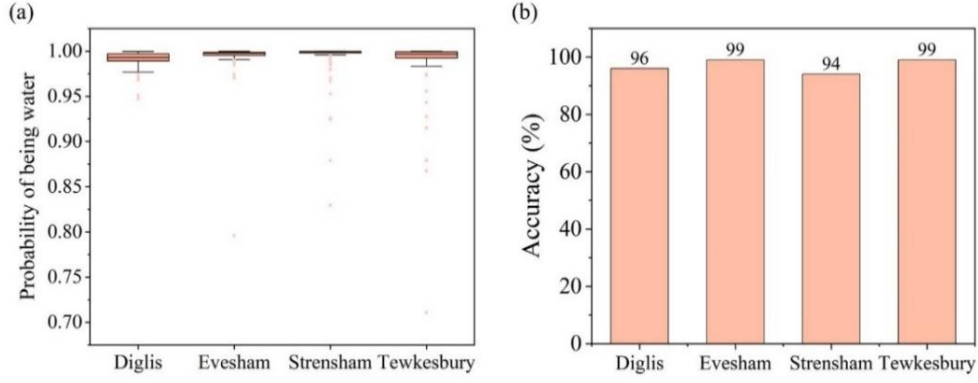 (a)
Probability of being water
1.00
0.95
0.90
0.85
0.80
0.75
0.70
Diglis Evesham Strensham Tewkesbury
(b)
Accuracy (%)
100
80
60
40
20
0
96 99 94 99
Diglis Evesham Strensham Tewkesbury